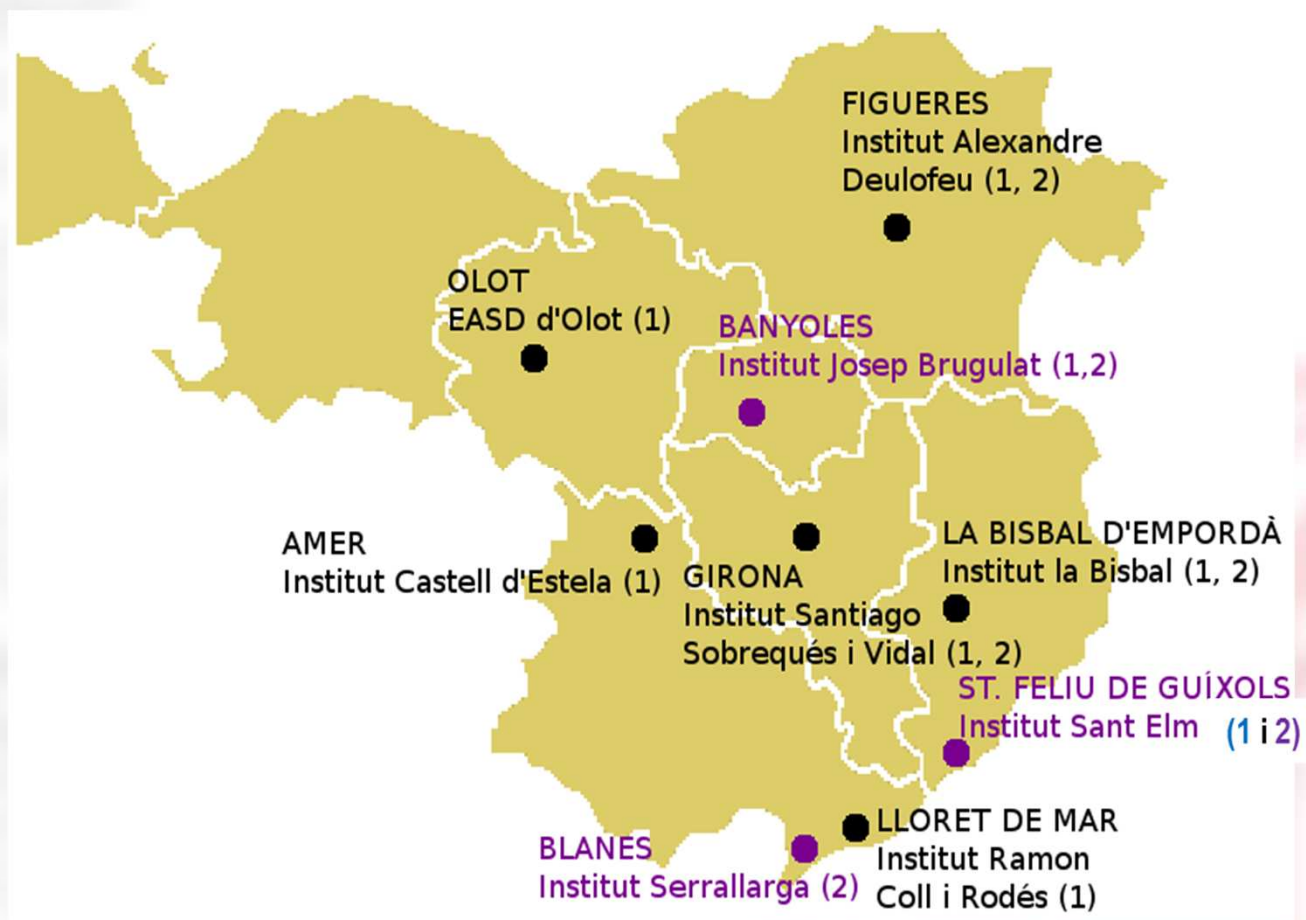 FIGUERES
Institut Alexandre
Deulofeu (1, 2)
OLOT
EASD d'Olot (1)
BANYOLES
Institut Josep Brugulat (1,2)
AMER
Institut Castell d'Estela (1)
GIRONA
Institut Santiago
Sobrequés i Vidal (1, 2)
LA BISBAL D'EMPORDÀ
Institut la Bisbal (1, 2)
ST. FELIU DE GUÍXOLS
Institut Sant Elm (1 i 2)
BLANES
Institut Serrallarga (2)
LLORET DE MAR
Institut Ramon
Coll i Rodés (1)